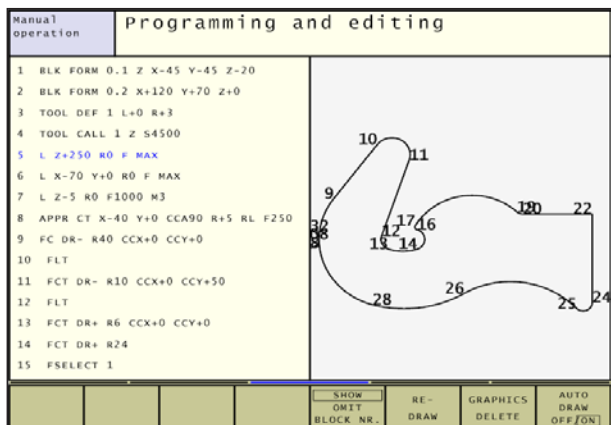 Manual operation
Programming and editing
1 BLK FORM 0.1 Z X-45 Y-45 Z-20
2 BLK FORM 0.2 X+120 Y+70 Z+0
3 TOOL DEF 1 L+0 R+3
4 TOOL CALL 1 Z S4500
5 L Z+250 R0 F MAX
6 L X-70 Y+0 R0 F MAX
7 L Z-5 R0 F1000 M3
8 APPR CT X-40 Y+0 CCA90 R+5 RL F250
9 FC DR- R40 CCX+0 CCY+0
10 FLT
11 FCT DR- R10 CCX+0 CCY+50
12 FLT
13 FCT DR+ R6 CCX+0 CCY+0
14 FCT DR+ R24
15 FSELECT 1
10
11
9
12
13
14
17
16
20
22
24
25
26
28
SHOW
OMIT
BLOCK NR.
RE-
DRAW
GRAPHICS
DELETE
AUTO
DRAW
OFF/ON